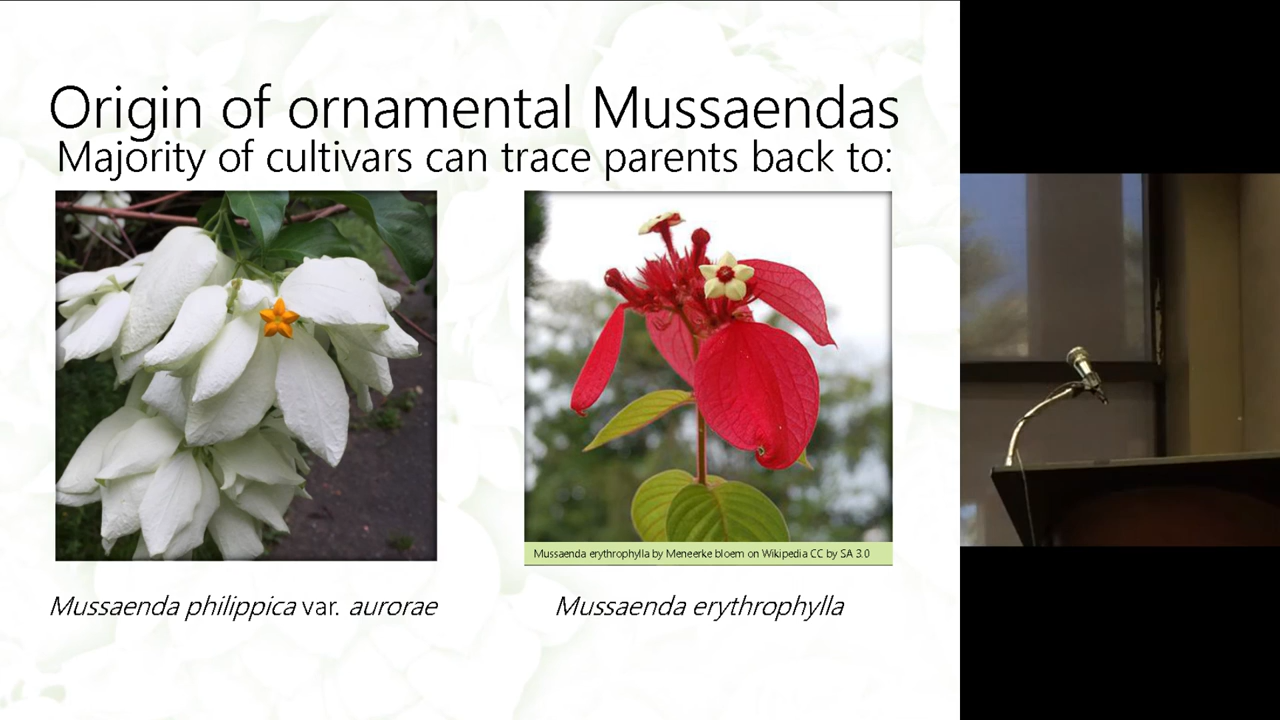 Origin of ornamental Mussaendas
Majority of cultivars can trace parents back to:
Mussaenda erythrophylla by Meneerke bloem on Wikipedia CC by SA 3.0
Mussaenda philippica var. aurorae
Mussaenda erythrophylla